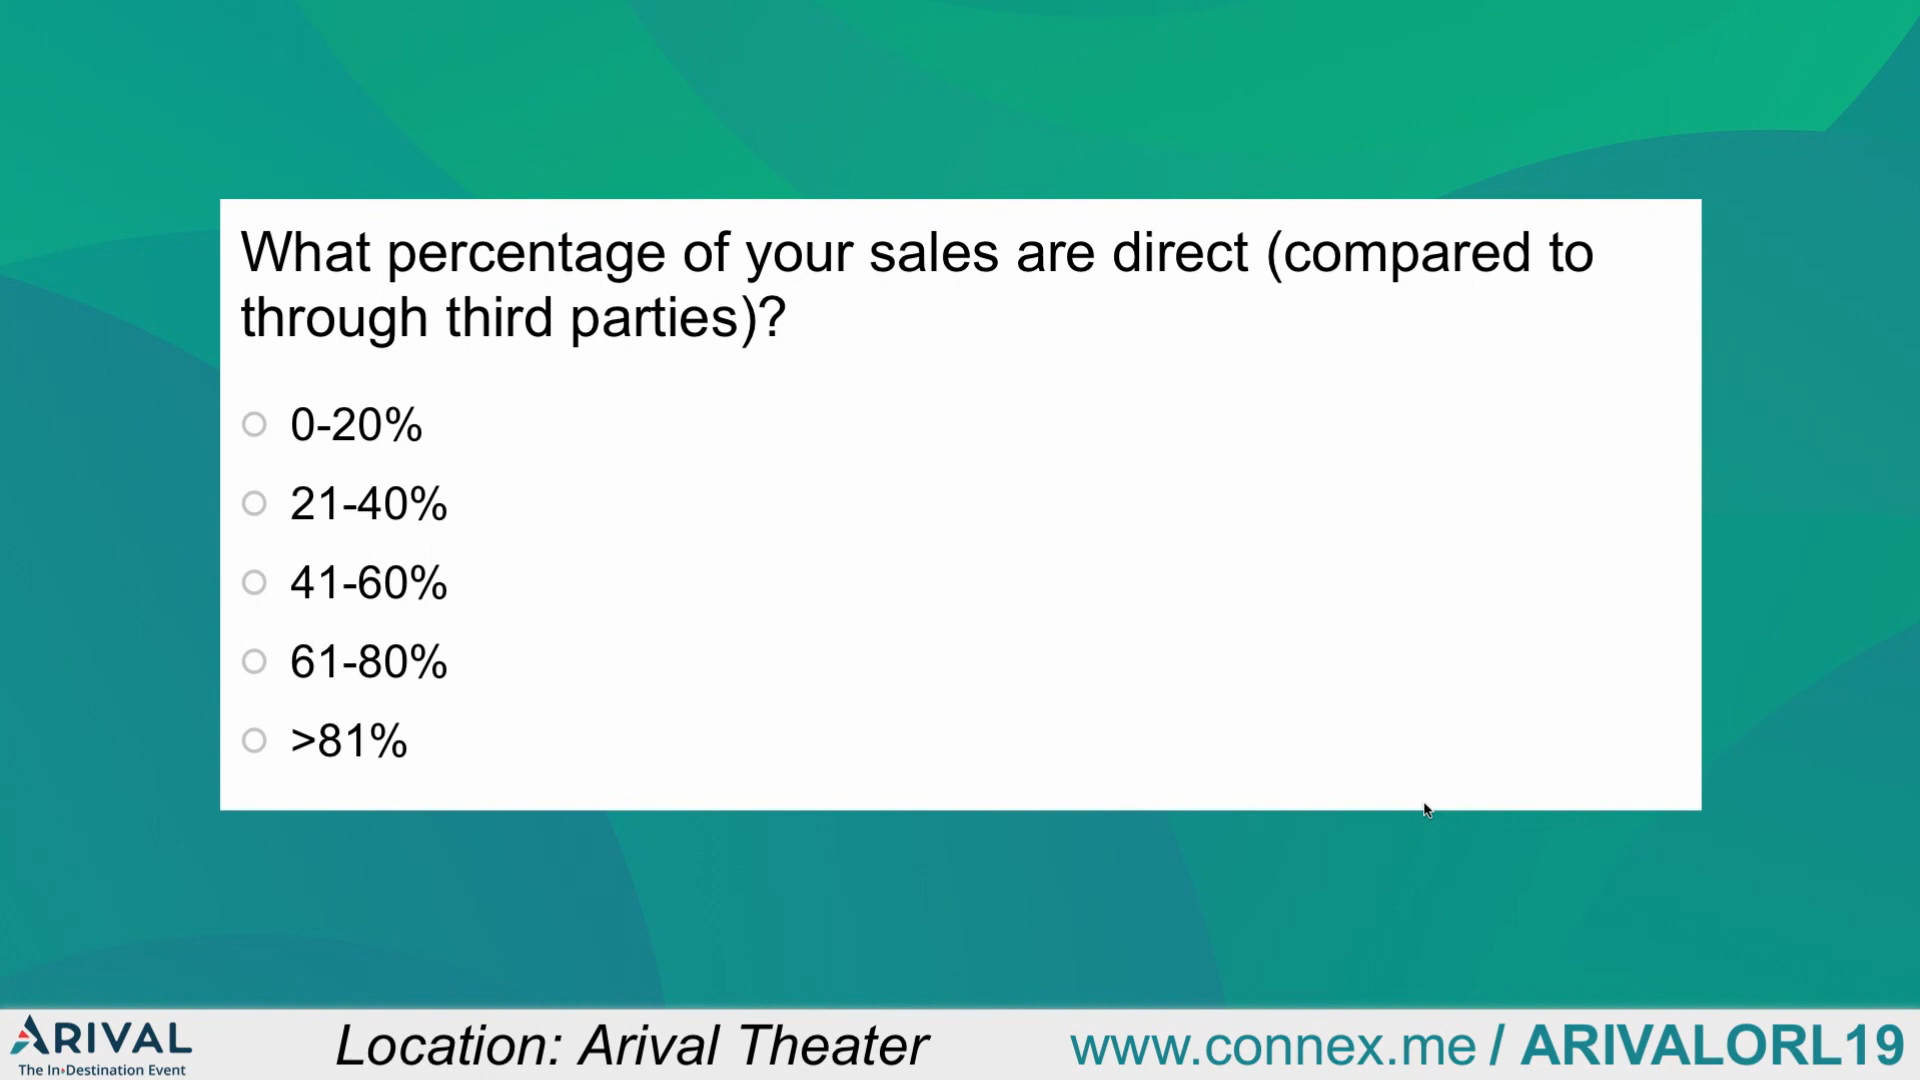 What percentage of your sales are direct (compared to
through third parties)?
0-20%
21-40%
41-60%
61-80%
>81%
ARIVAL
The In•Destination Event
Location: Arival Theater
www.connex.me / ARIVALORL19